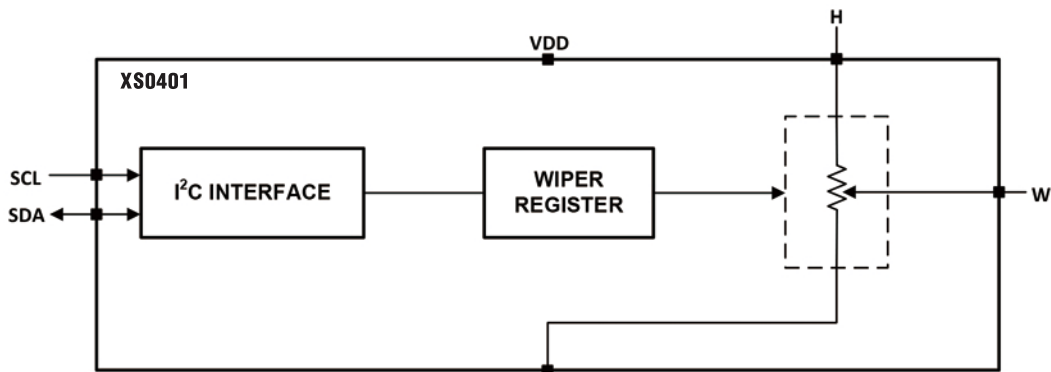 H
VDD
XS0401
SCL
SDA
I²C INTERFACE
WIPER
REGISTER
W